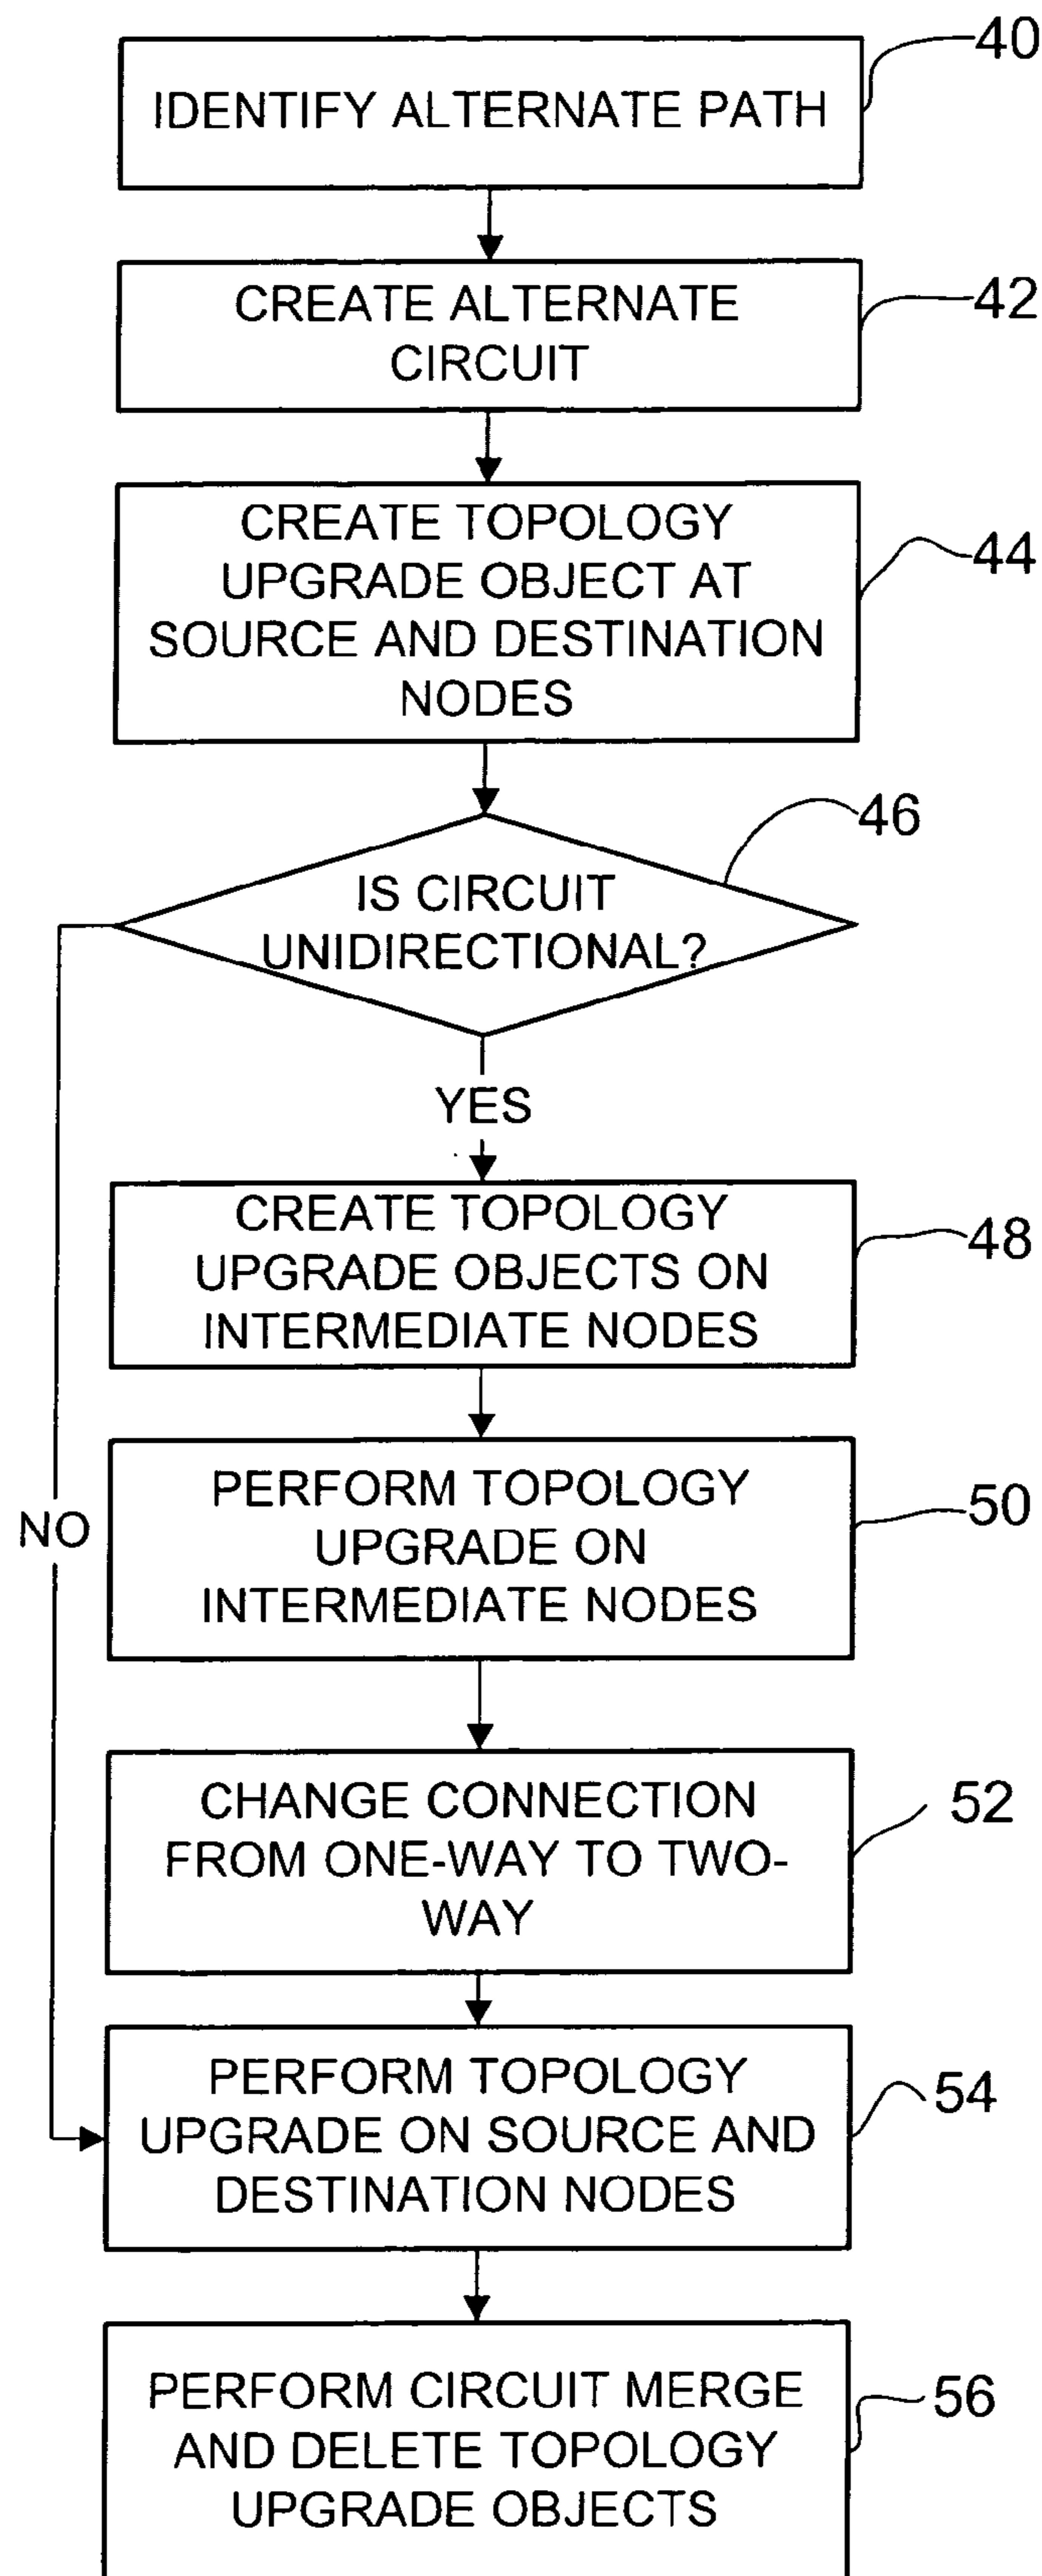 40
IDENTIFY ALTERNATE PATH
CREATE ALTERNATE
CIRCUIT
42
CREATE TOPOLOGY
UPGRADE OBJECT AT
SOURCE AND DESTINATION
NODES
44
46
IS CIRCUIT
UNIDIRECTIONAL?
YES
CREATE TOPOLOGY
UPGRADE OBJECTS ON
INTERMEDIATE NODES
48
PERFORM TOPOLOGY
UPGRADE ON
INTERMEDIATE NODES
50
NO
CHANGE CONNECTION
FROM ONE-WAY TO TWO-
WAY
52
PERFORM TOPOLOGY
UPGRADE ON SOURCE AND
DESTINATION NODES
54
PERFORM CIRCUIT MERGE
AND DELETE TOPOLOGY
UPGRADE OBJECTS
56